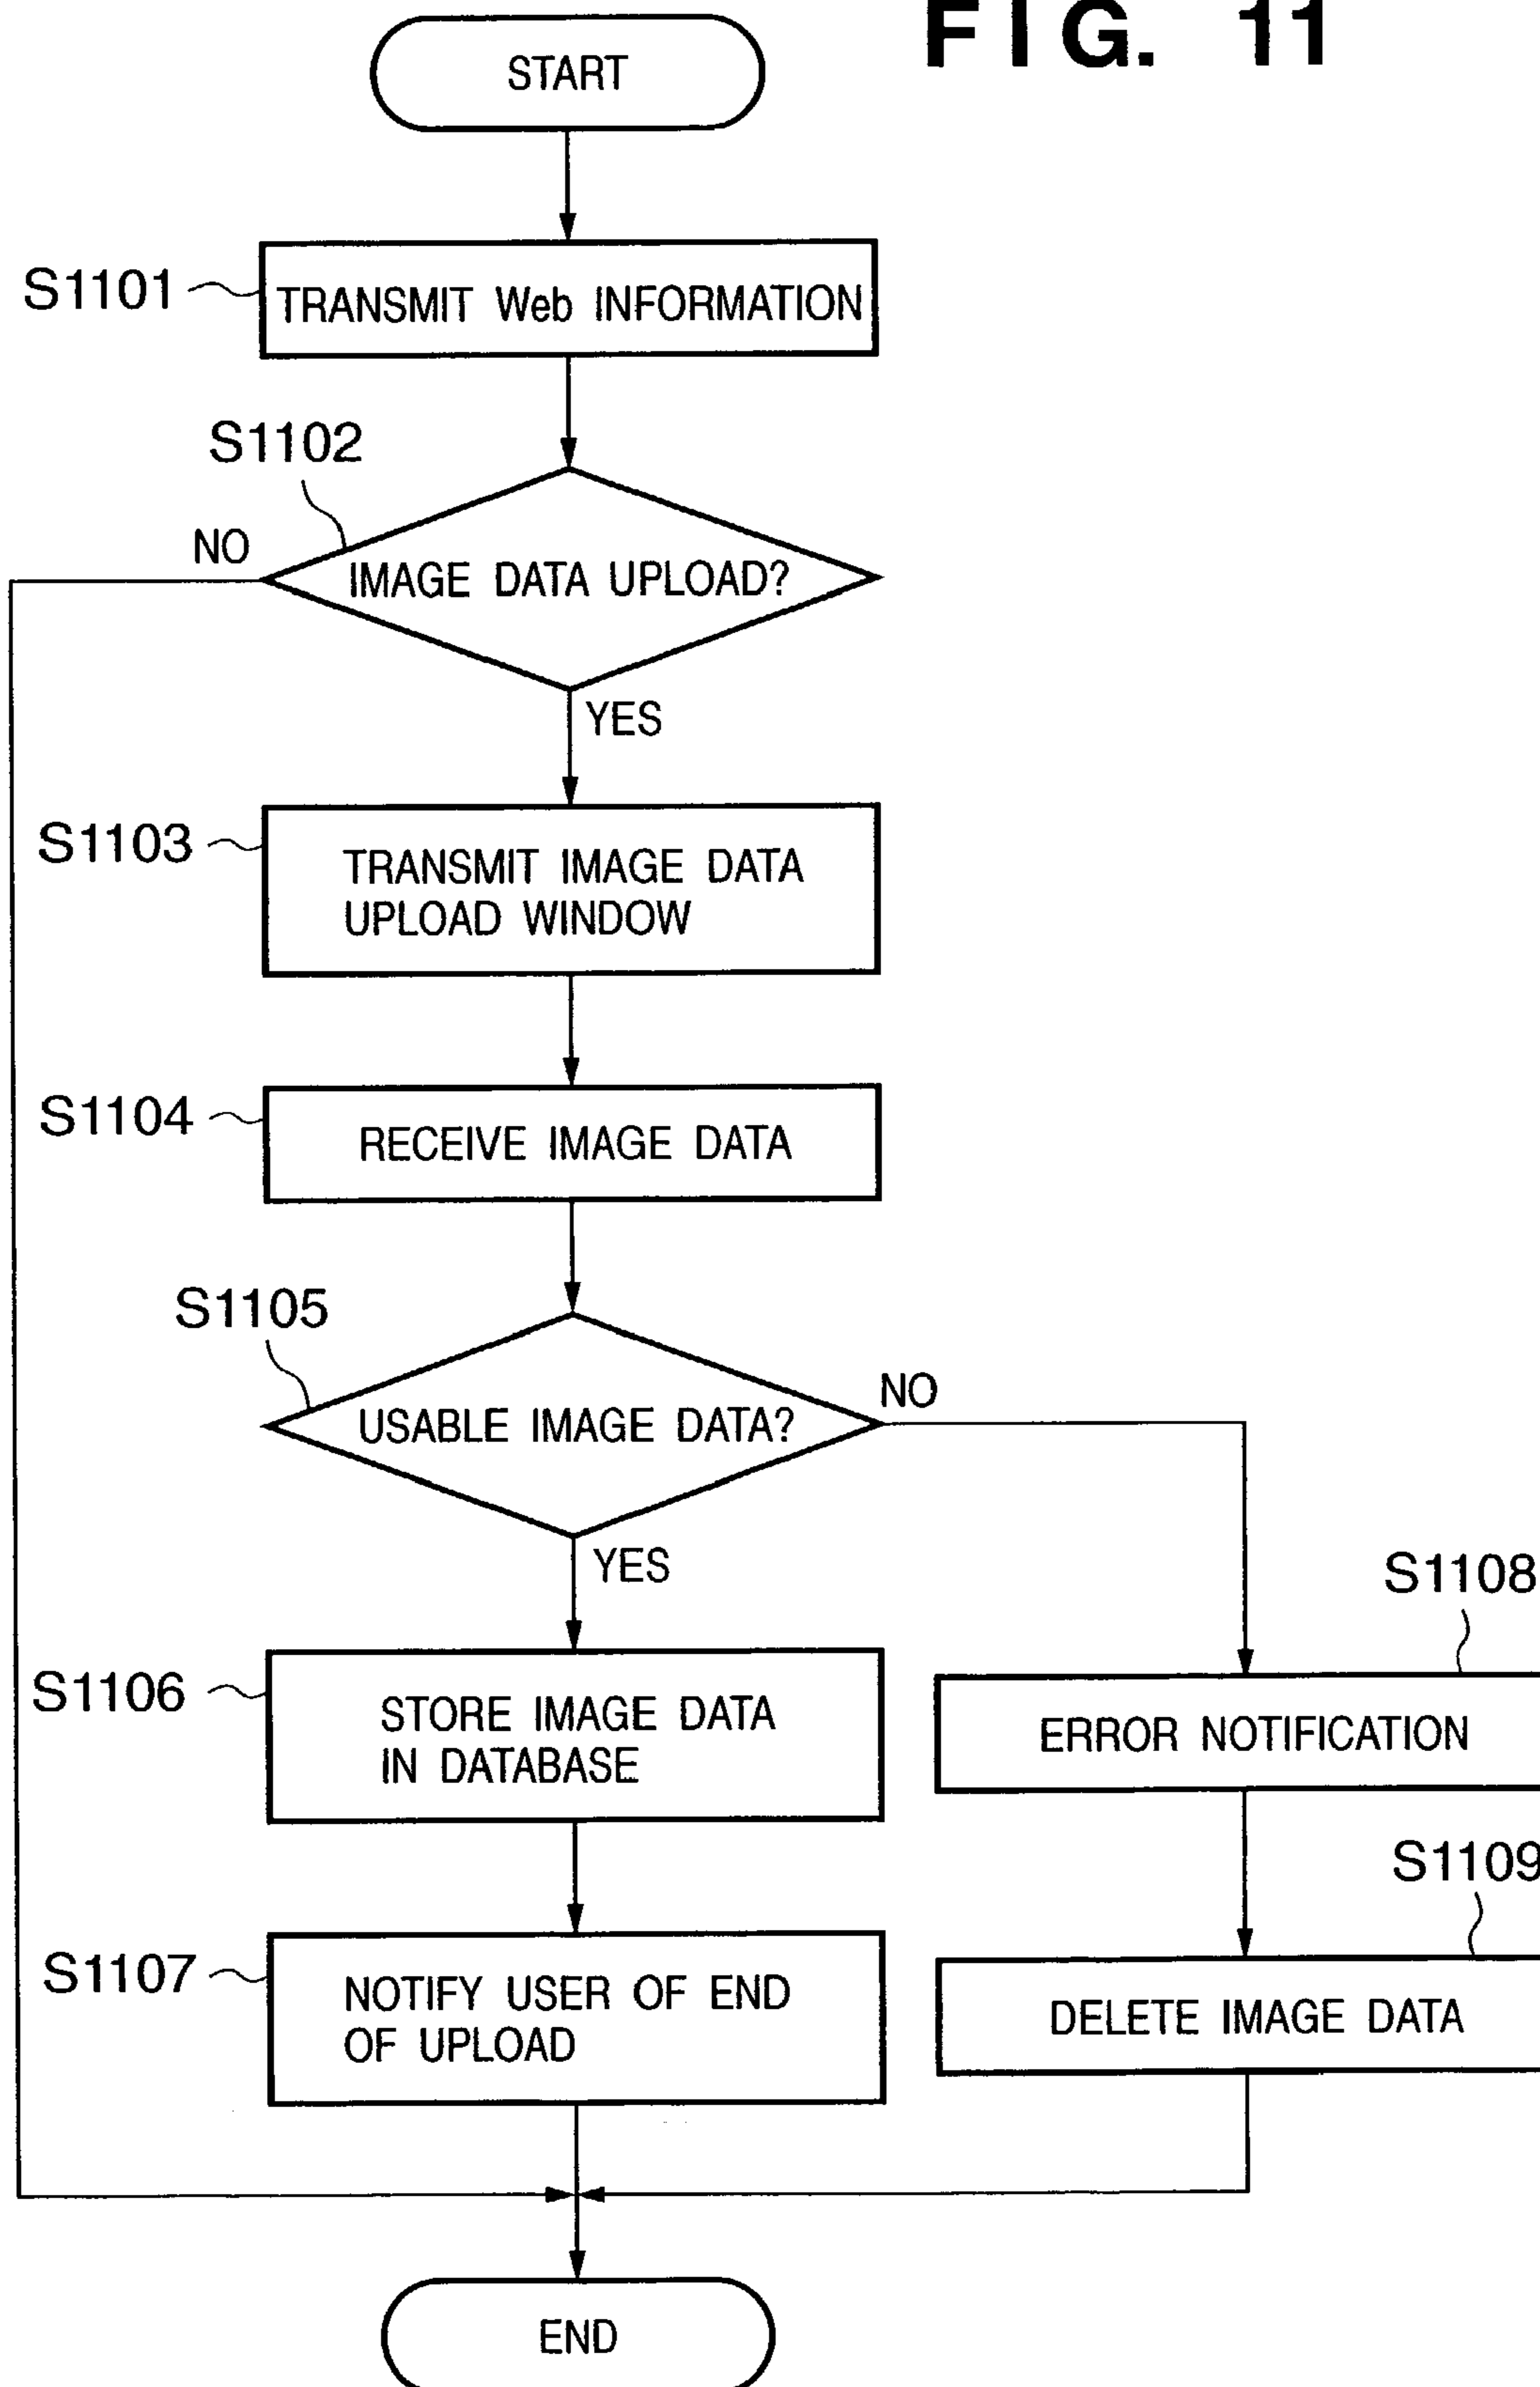 FIG. 11
START
S1101
TRANSMIT Web INFORMATION
S1102
NO
IMAGE DATA UPLOAD?
YES
S1103
TRANSMIT IMAGE DATA
UPLOAD WINDOW
S1104
RECEIVE IMAGE DATA
S1105
NO
USABLE IMAGE DATA?
YES
S1108
S1106
STORE IMAGE DATA
IN DATABASE
ERROR NOTIFICATION
S1109
S1107
NOTIFY USER OF END
OF UPLOAD
DELETE IMAGE DATA
END